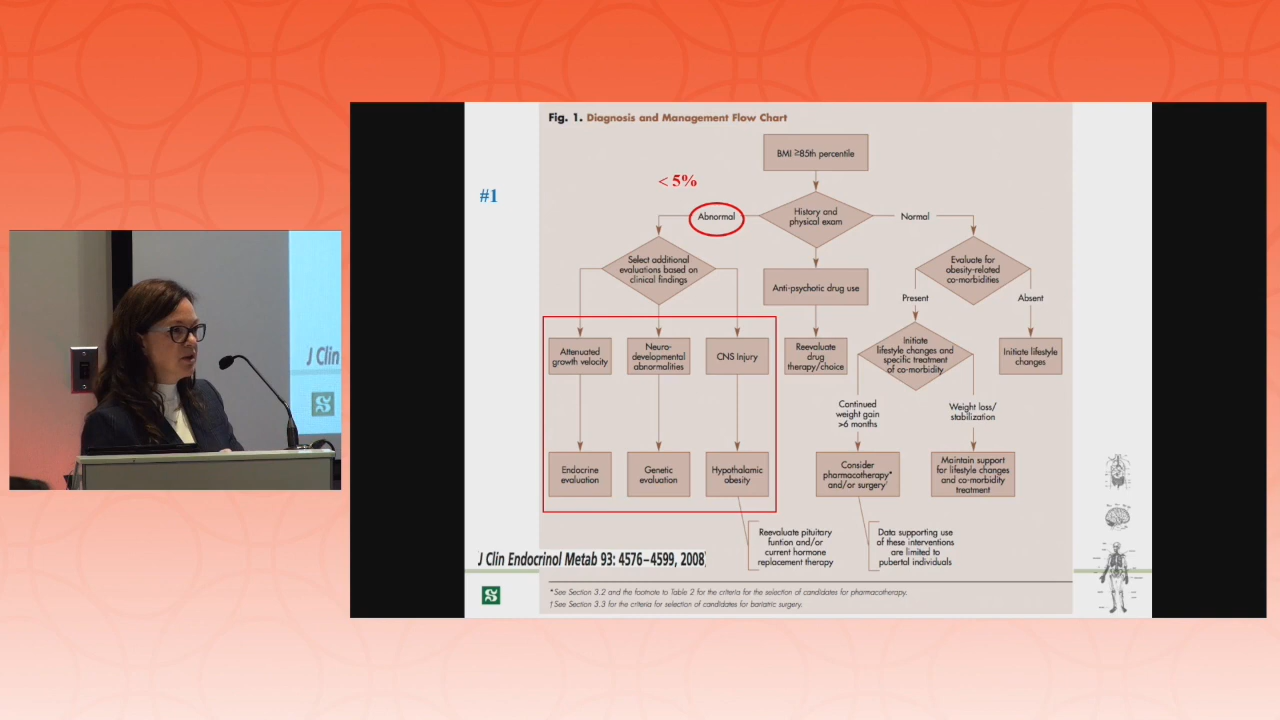 Fig. 1. Diagnosis and Management Flow Chart
BMI ≥85th percentile
< 5%
#1
Abnormal
History and
physical exam
Normal
Select additional
evaluations based on
clinical findings
Anti-psychotic drug use
Evaluate for
obesity-related
co-morbidities
Present
Absent
Attenuated
growth velocity
Neuro-
developmental
abnormalities
CNS Injury
Reevaluate
drug
therapy/choice
Initiate
lifestyle changes and
specific treatment
of co-morbidity
Initiate lifestyle
changes
Continued
weight gain
>6 months
Weight loss/
stabilization
Endocrine
evaluation
Genetic
evaluation
Hypothalamic
obesity
Consider
pharmacotherapy*
and/or surgery†
Maintain support
for lifestyle changes
and co-morbidity
treatment
Reevaluate pituitary
funtion and/or
current hormone
replacement therapy
Data supporting use
of these interventions
are limited to
pubertal individuals
J Clin Endocrinol Metab 93: 4576–4599, 2008
*See Section 3.2 and the footnote to Table 2 for the criteria for the selection of candidates for pharmacotherapy.
†See Section 3.3 for the criteria for selection of candidates for bariatric surgery.
S
J Clin
S